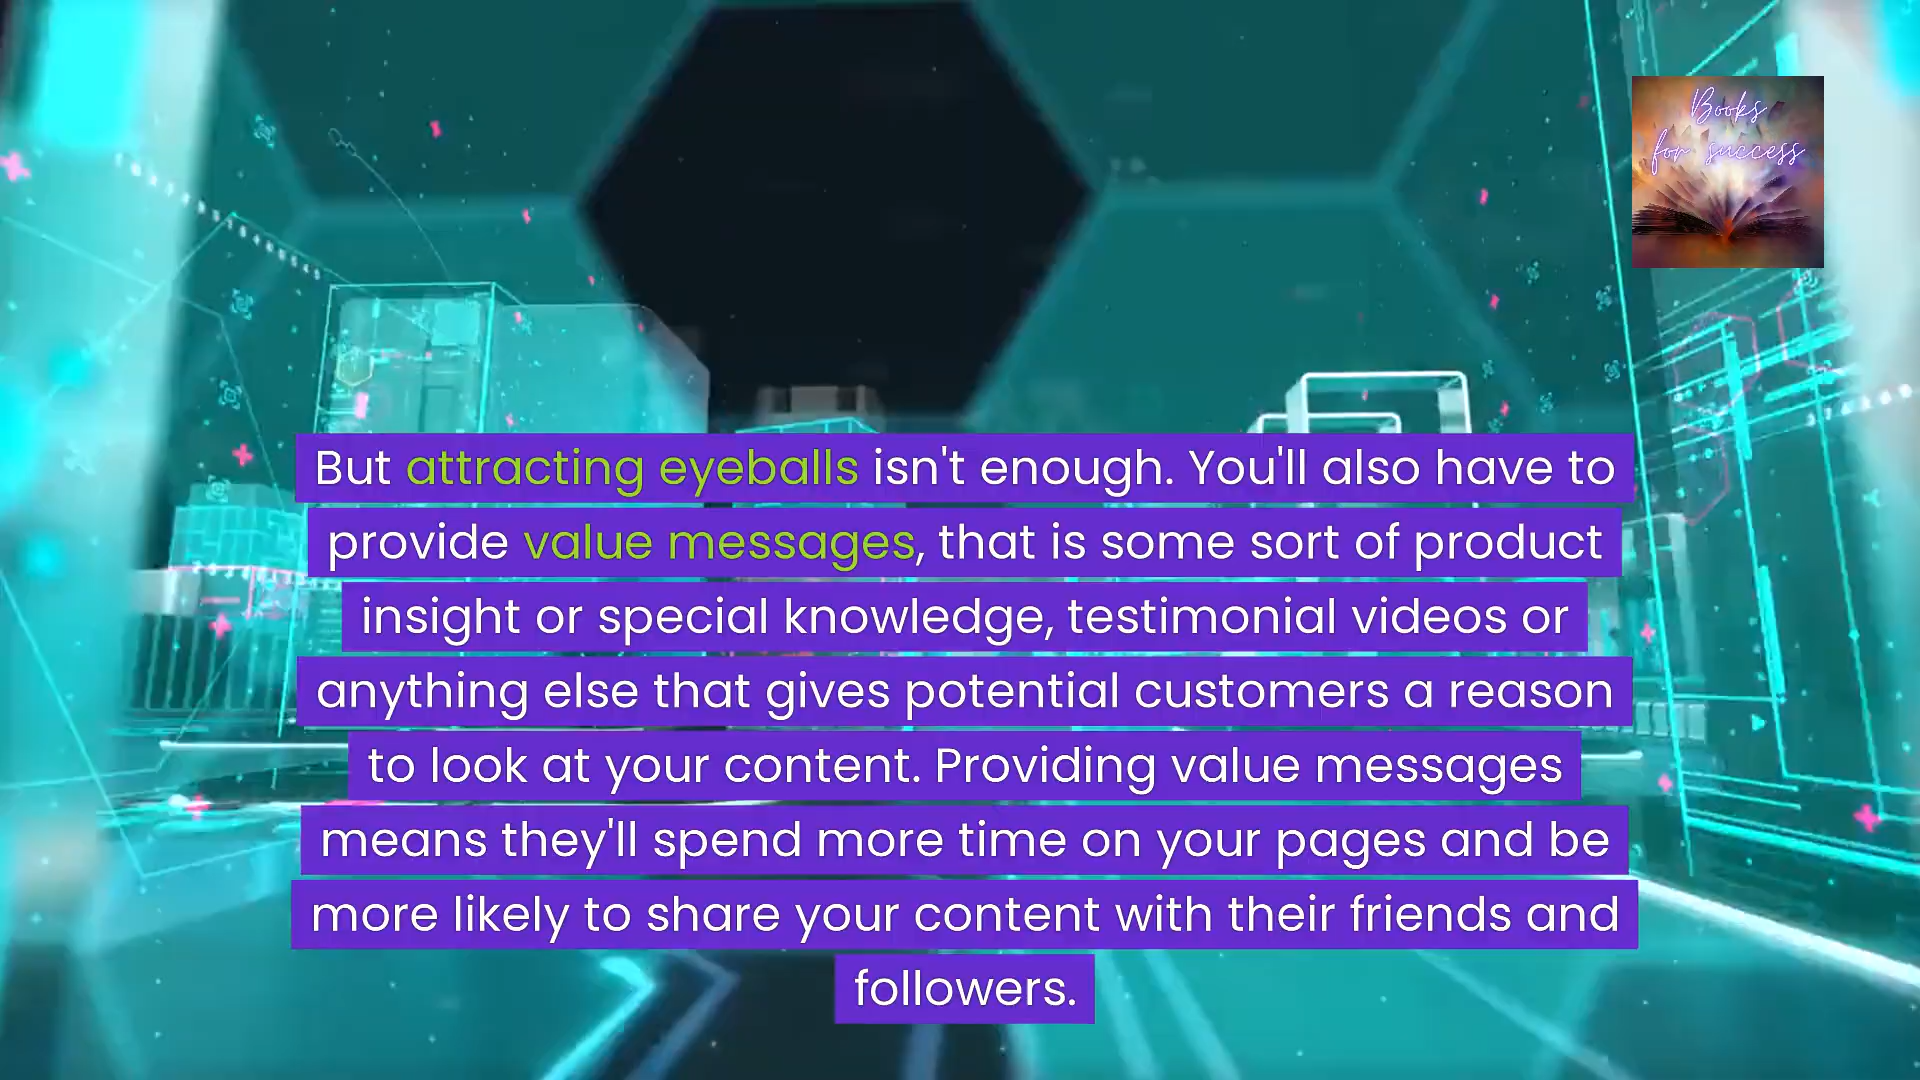 Books
for success
But attracting eyeballs isn't enough. You'll also have to
provide value messages, that is some sort of product
insight or special knowledge, testimonial videos or
anything else that gives potential customers a reason
to look at your content. Providing value messages
means they'll spend more time on your pages and be
more likely to share your content with their friends and
followers.